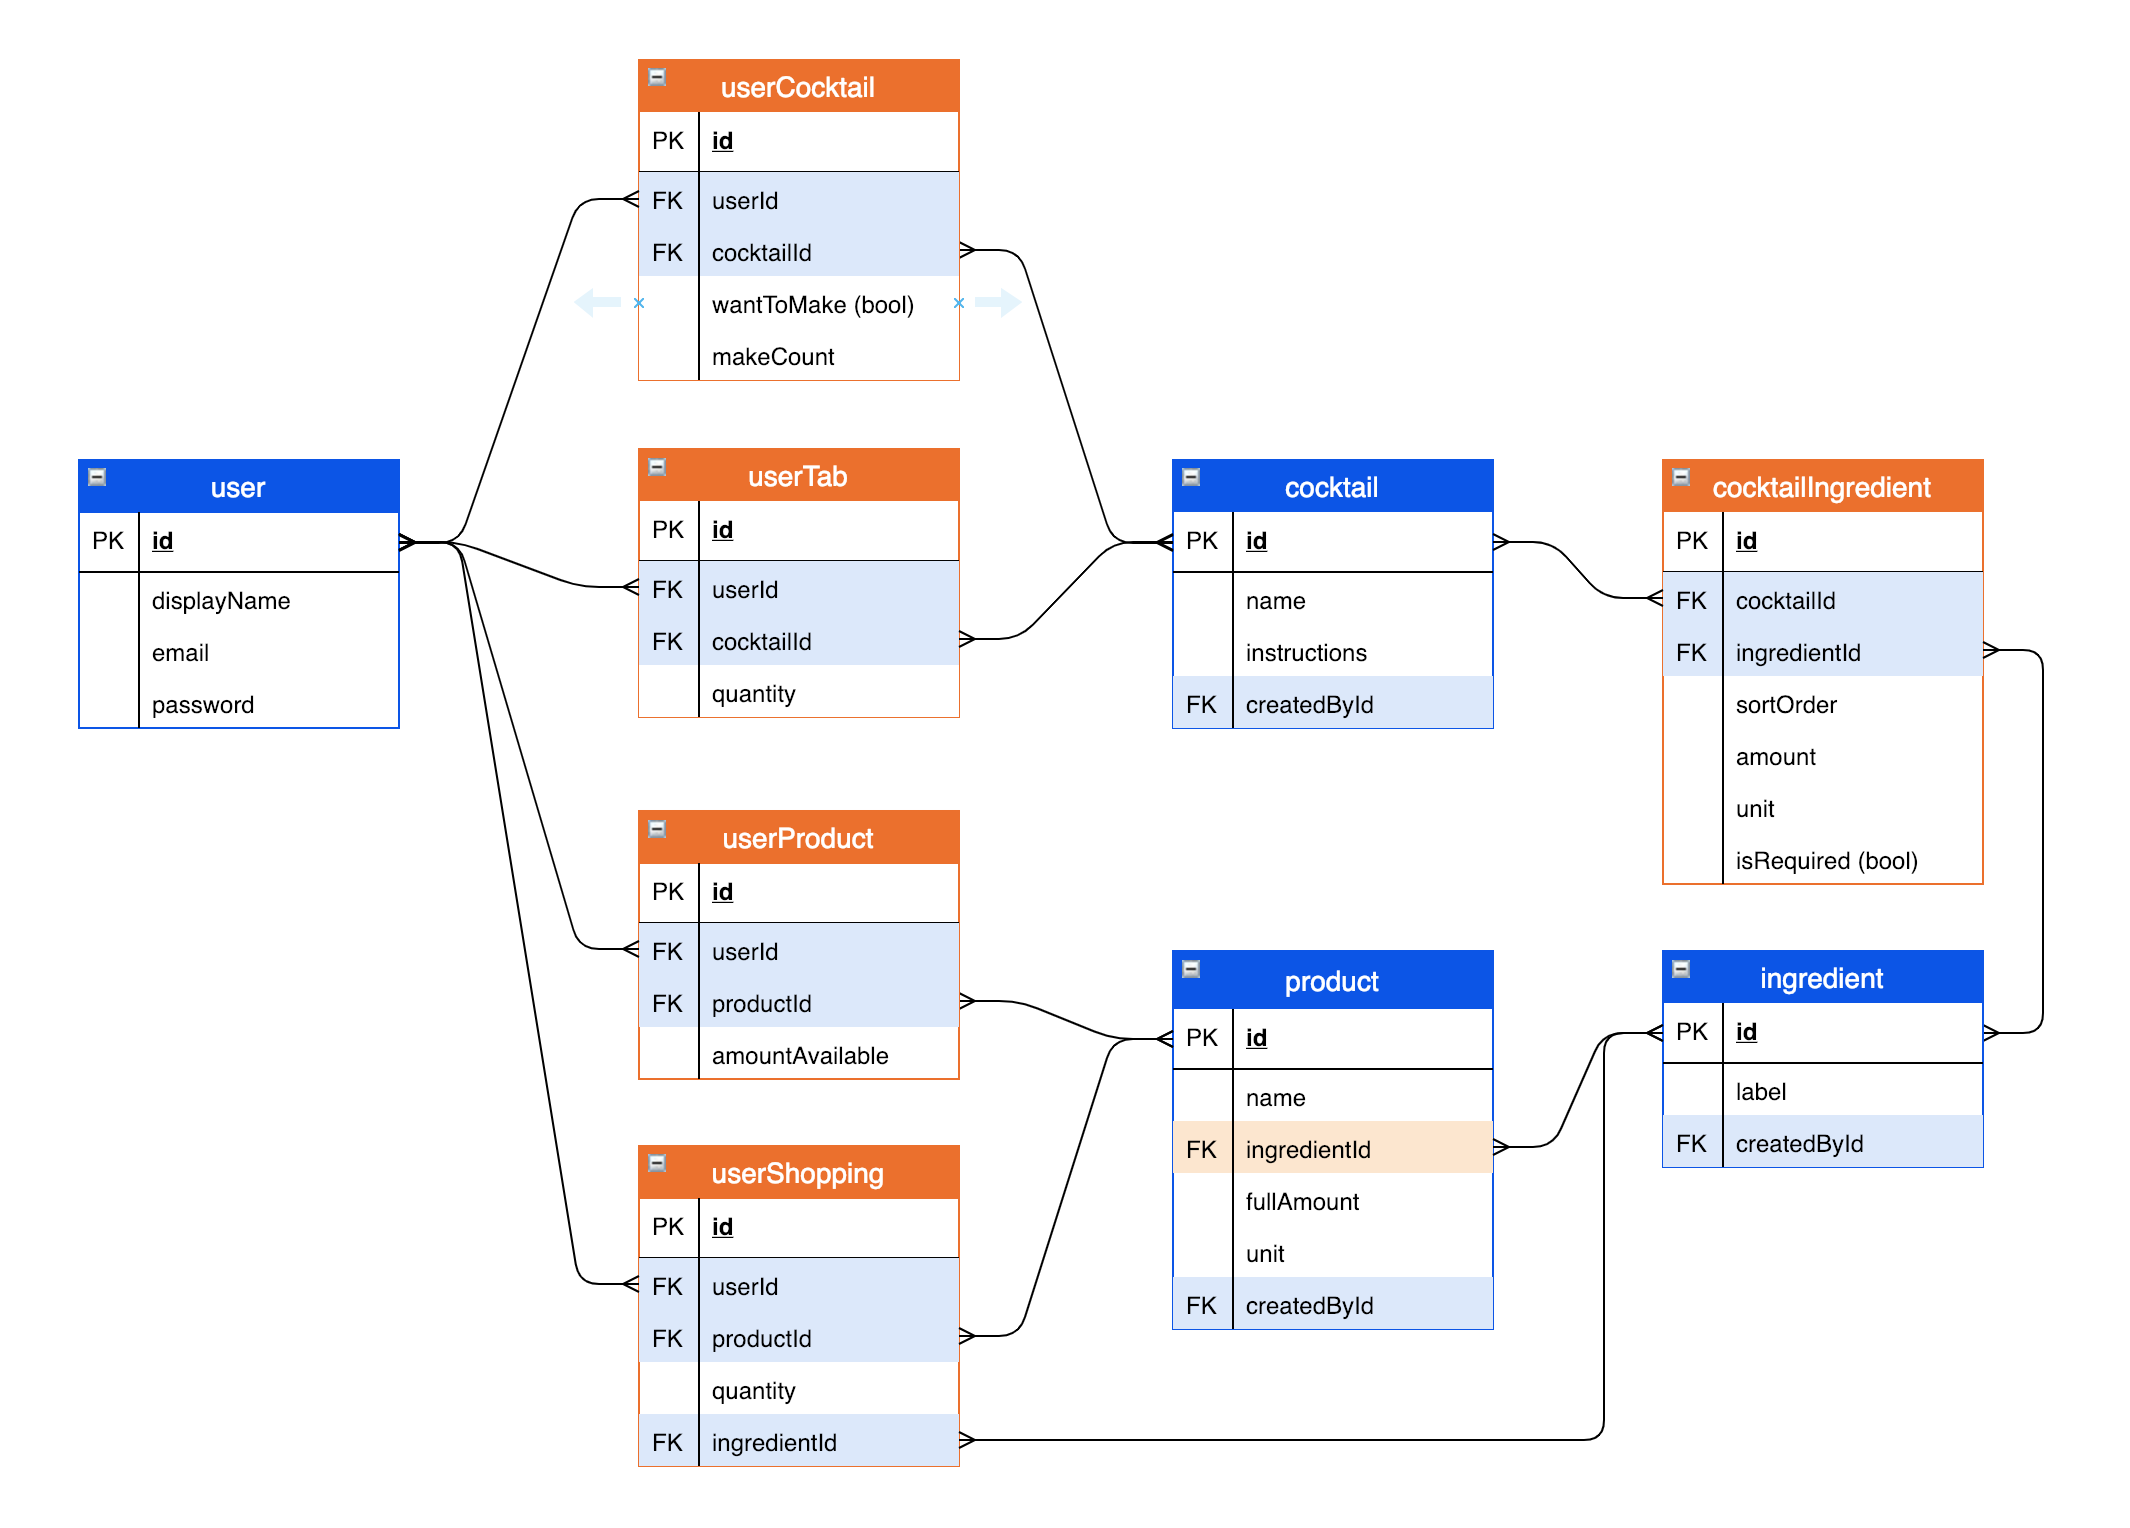 userCocktail
PK id
FK userId
FK cocktailId
wantToMake (bool)
makeCount
user
PK id
displayName
email
password
userTab
PK id
FK userId
FK cocktailId
quantity
cocktail
PK id
name
instructions
FK createdById
cocktailIngredient
PK id
FK cocktailId
FK ingredientId
sortOrder
amount
unit
isRequired (bool)
userProduct
PK id
FK userId
FK productId
amountAvailable
product
PK id
name
FK ingredientId
fullAmount
unit
FK createdById
ingredient
PK id
label
FK createdById
userShopping
PK id
FK userId
FK productId
quantity
FK ingredientId